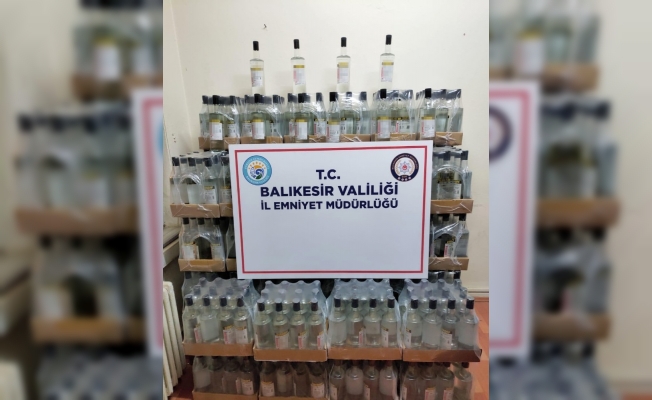 T.C.
BALIKESİR VALİLİĞİ
İL EMNİYET MÜDÜRLÜĞÜ